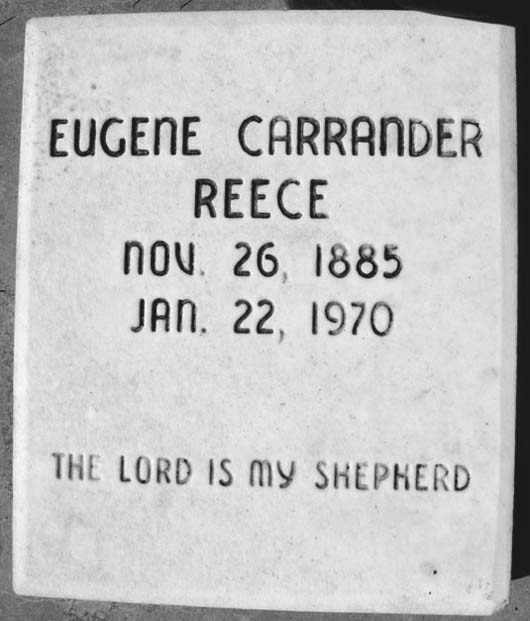 EUGENE CARRANDER
REECE
NOV. 26, 1885
JAN. 22, 1970
THE LORD IS MY SHEPHERD